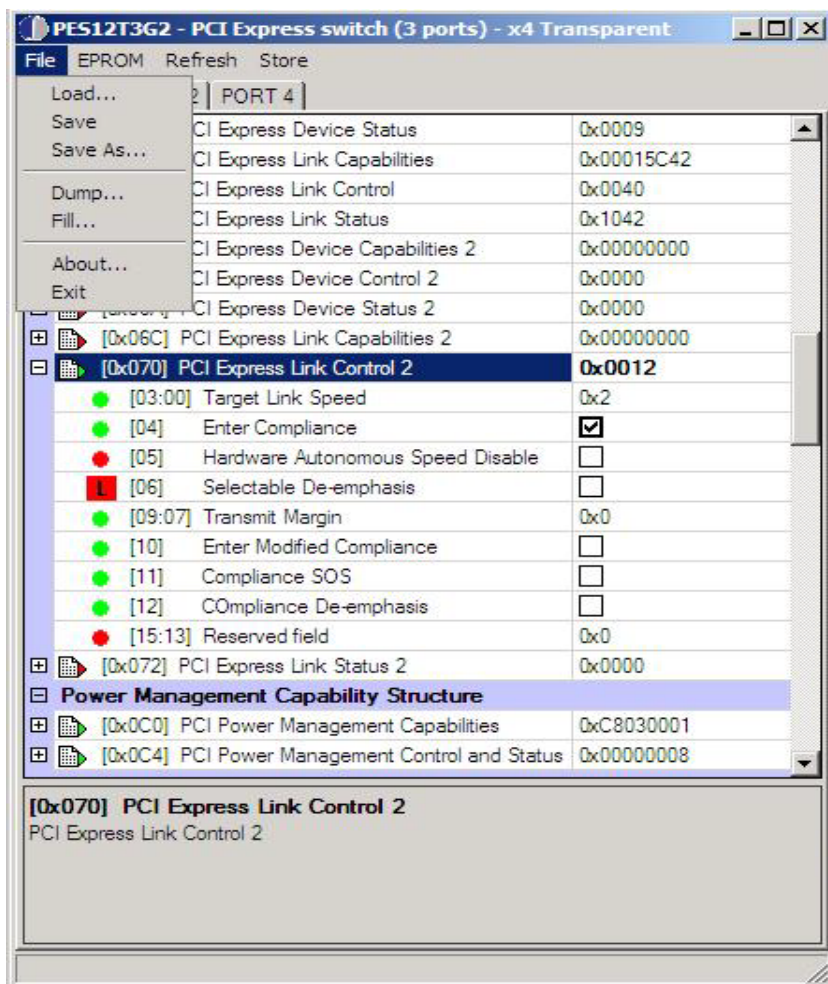 PES12T3G2 - PCI Express switch (3 ports) - x4 Transparent
File EPROM Refresh Store
Load...
Save
Save As...
Dump...
Fill...
About...
Exit
2 PORT 4
CI Express Device Status 0x0009
CI Express Link Capabilities 0x00015C42
CI Express Link Control 0x0040
CI Express Link Status 0x1042
CI Express Device Capabilities 2 0x00000000
CI Express Device Control 2 0x0000
CI Express Device Status 2 0x0000
[0x06C] PCI Express Link Capabilities 2 0x00000000
[0x070] PCI Express Link Control 2 0x0012
[03:00] Target Link Speed 0x2
[04] Enter Compliance
[05] Hardware Autonomous Speed Disable
L [06] Selectable De-emphasis
[09:07] Transmit Margin 0x0
[10] Enter Modified Compliance
[11] Compliance SOS
[12] COmpliance De-emphasis
[15:13] Reserved field 0x0
[0x072] PCI Express Link Status 2 0x0000
Power Management Capability Structure
[0x0C0] PCI Power Management Capabilities 0xC8030001
[0x0C4] PCI Power Management Control and Status 0x00000008
[0x070] PCI Express Link Control 2
PCI Express Link Control 2